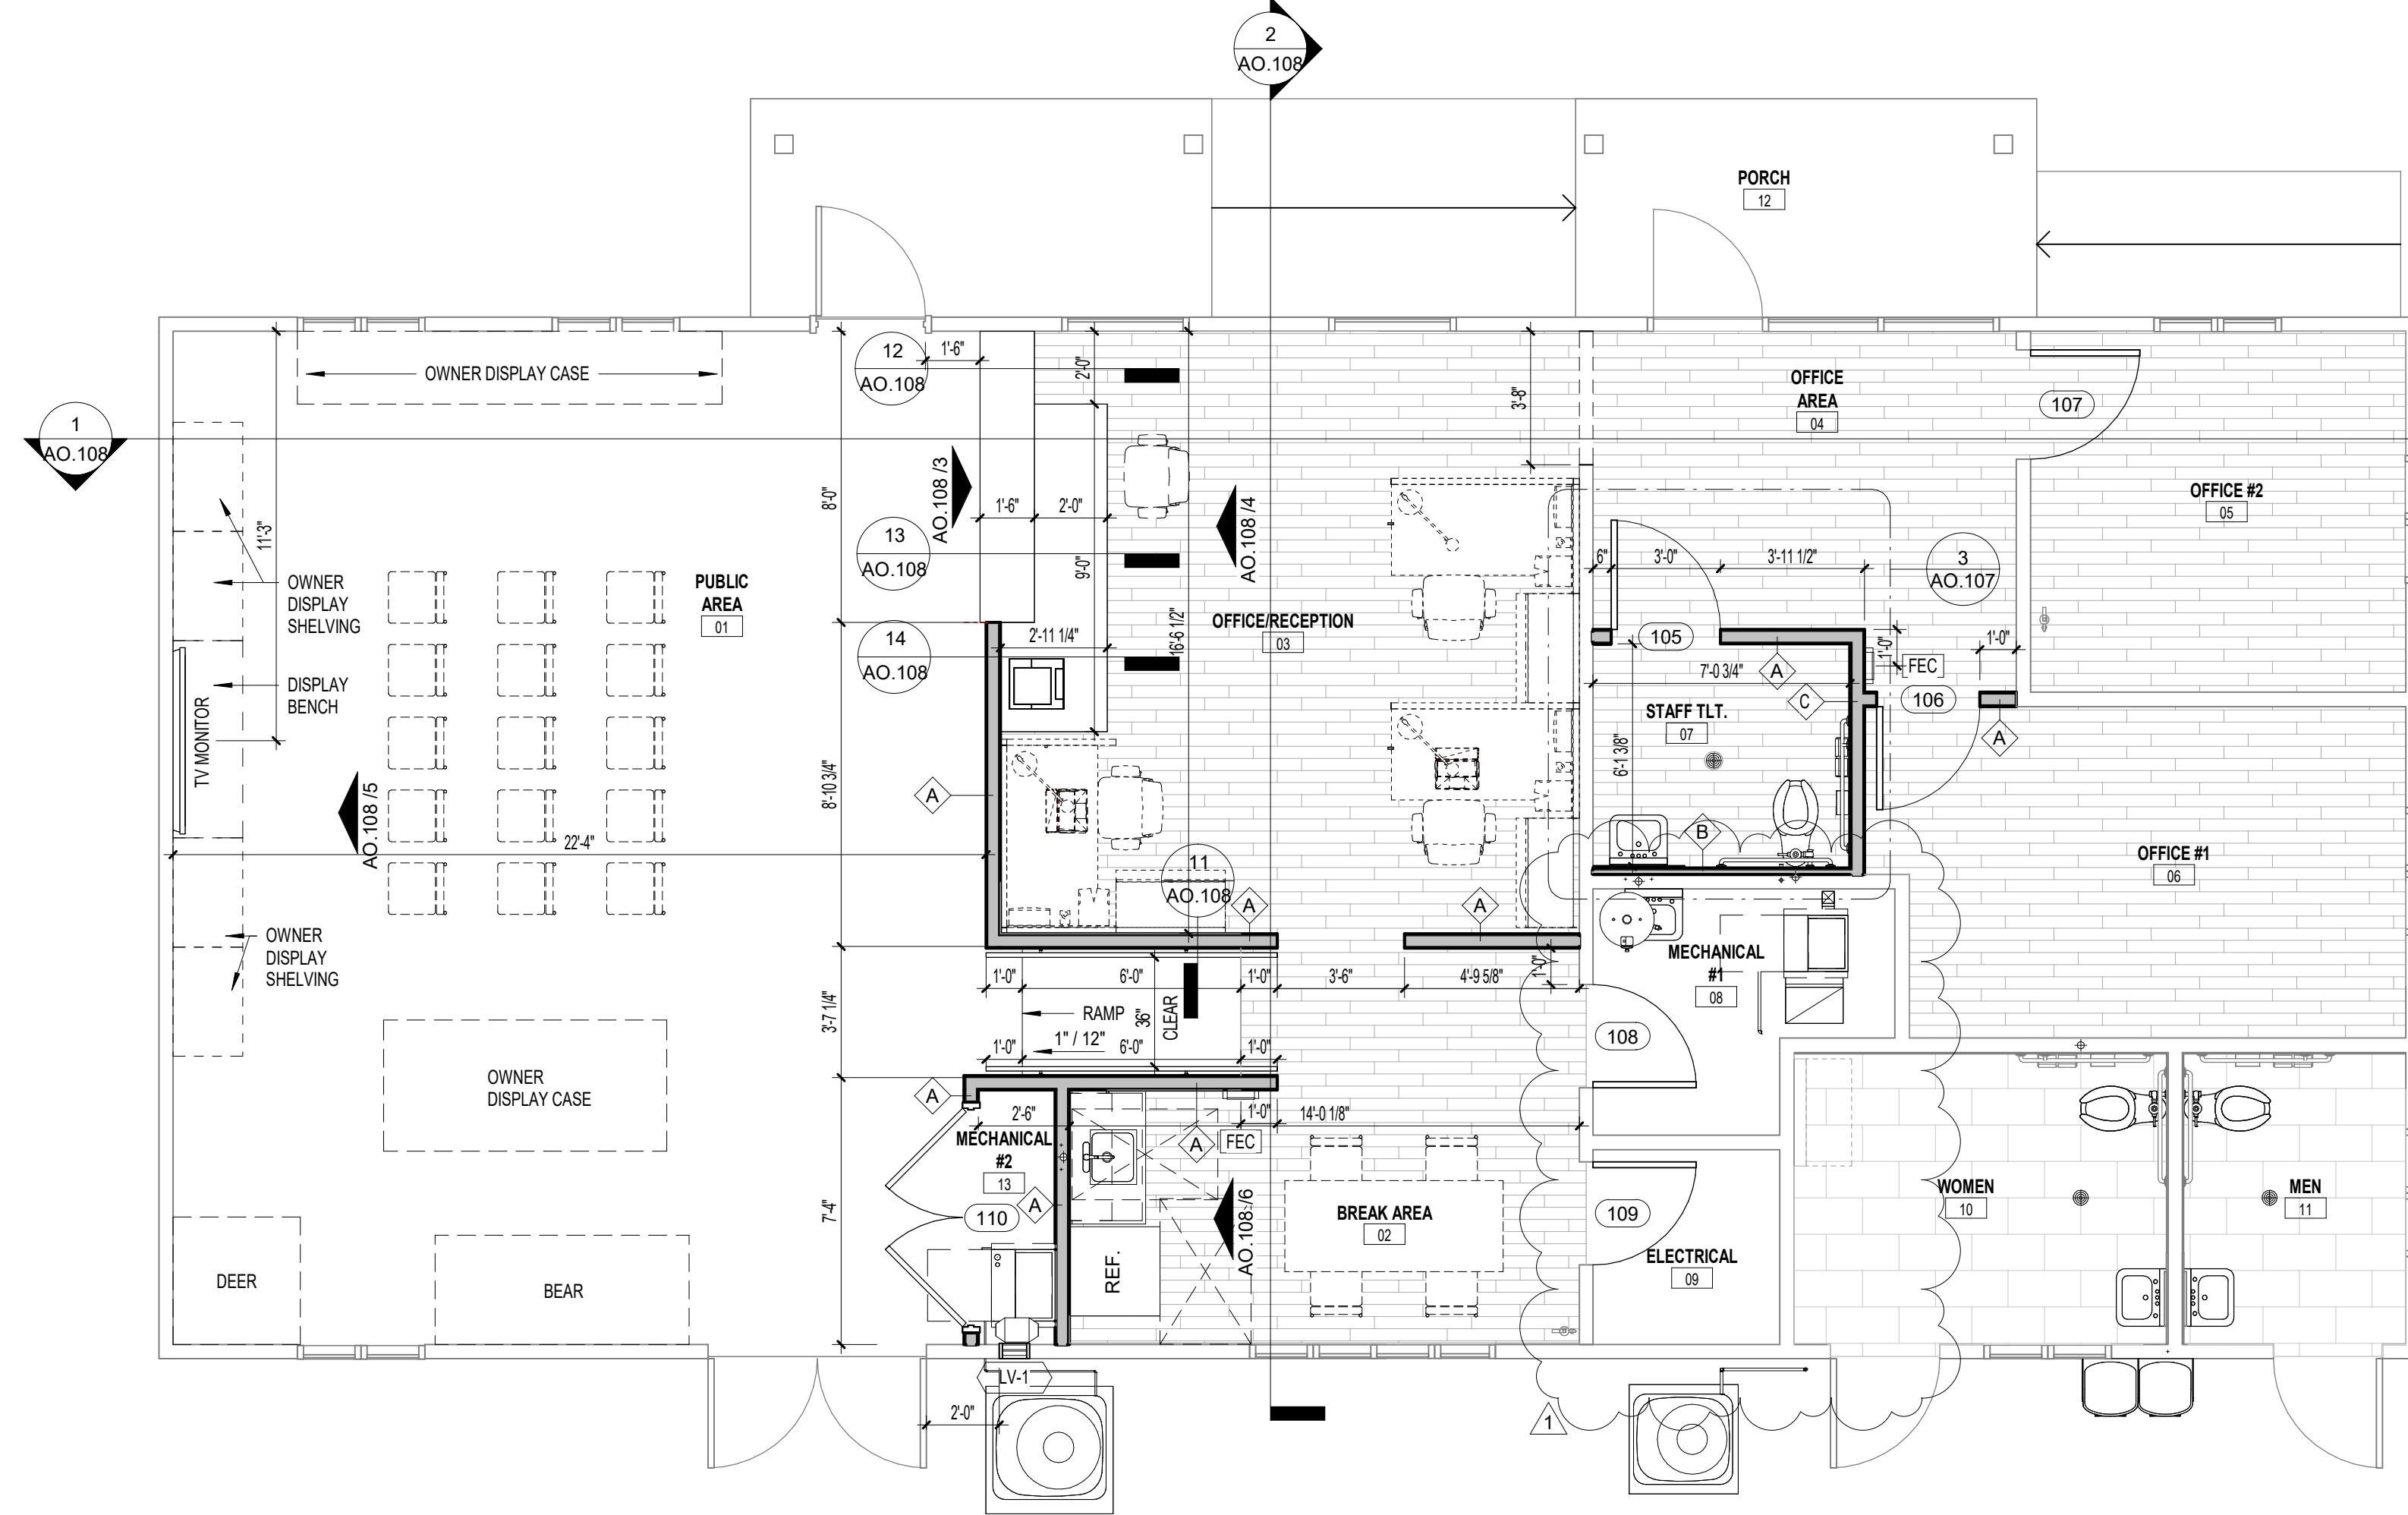 2
AO.108
PORCH
12
12
AO.108
1'-6"
2'-0"
OWNER DISPLAY CASE
3'-8"
OFFICE
AREA
04
107
1
AO.108
AO.108 /3
8'-0"
1'-6"
2'-0"
AO.108 /4
OFFICE #2
05
11'-3"
13
AO.108
9'-0"
6"
3'-0"
3'-11 1/2"
3
AO.107
OWNER
DISPLAY
SHELVING
PUBLIC
AREA
01
16'-6 1/2"
OFFICE/RECEPTION
03
14
AO.108
2'-11 1/4"
105
1'-0"
1'-0"
FEC
7'-0 3/4"
A
C
106
DISPLAY
BENCH
TV MONITOR
STAFF TLT.
07
A
6'-1 3/8"
8'-10 3/4"
A
AO.108 /5
22'-4"
B
11
AO.108
A
A
OFFICE #1
06
OWNER
DISPLAY
SHELVING
MECHANICAL
#1
08
1'-0"
6'-0"
1'-0"
3'-6"
4'-9 5/8"
1'-0"
3'-7 1/4"
RAMP
36"
CLEAR
1" / 12"
1'-0"
6'-0"
1'-0"
108
OWNER
DISPLAY CASE
A
2'-6"
1'-0"
14'-0 1/8"
MECHANICAL
#2
13
A
FEC
A
110
7'-4"
AO.108 /6
BREAK AREA
02
109
WOMEN
10
MEN
11
ELECTRICAL
09
REF.
DEER
BEAR
LV-1
2'-0"
1